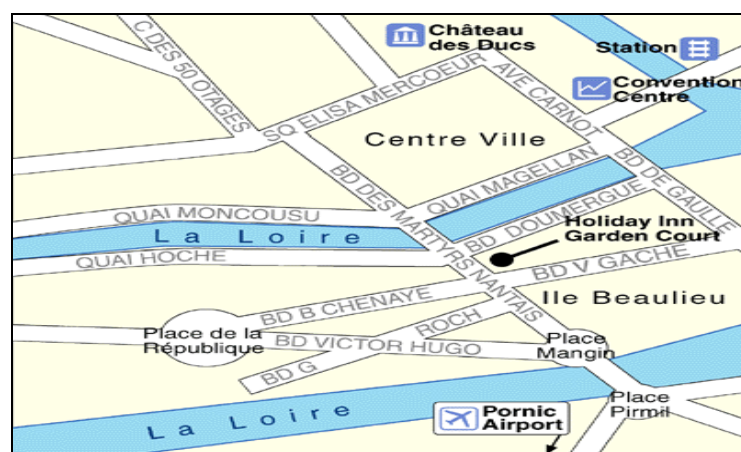 Château
des Ducs
Station
Convention
Centre
C DES 50 OTAGES
SQ ELISA MERCOEUR
AVE CARNOT
Centre Ville
QUAI MAGELLAN
BD DE GAULLE
BD DES MARTYRS NANTAIS
QUAI MONCOUSU
BD DOUMERGUE
Holiday Inn
Garden Court
La Loire
QUAI HOCHE
BD V GACHE
BD B CHENAYE
Ile Beaulieu
Place de la
République
BD VICTOR HUGO
BD G ROCH
Place
Mangin
Place
Pirmil
La Loire
Pornic
Airport